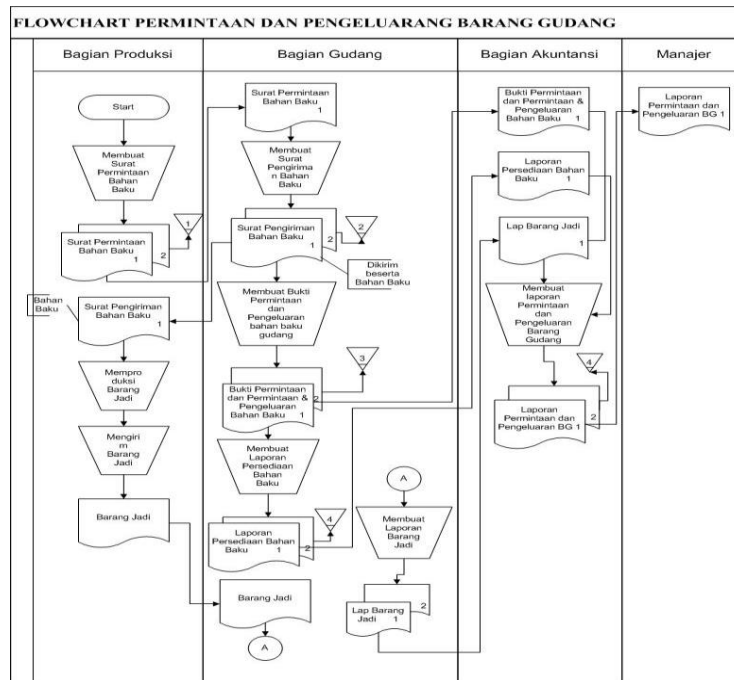 FLOWCHART PERMINTAAN DAN PENGELUARANG BARANG GUDANG
Bagian Produksi
Bagian Gudang
Bagian Akuntansi
Manajer
Start
Membuat
Surat
Permintaan
Bahan
Baku
Surat Permintaan
Bahan Baku
1
2
1
Bahan
Baku
Surat Pengiriman
Bahan Baku
1
Mempro
duksi
Barang
Jadi
Mengiri
m
Barang
Jadi
Barang Jadi
Surat Permintaan
Bahan Baku
1
Membuat
Surat
Pengirima
n Bahan
Baku
Surat Pengiriman
Bahan Baku
1
2
2
Dikirim
beserta
Bahan Baku
Membuat Bukti
Permintaan
dan
Pengeluaran
bahan baku
gudang
3
Bukti Permintaan
dan Permintaan &
Pengeluaran
Bahan Baku
1
2
Membuat
Laporan
Persediaan
Bahan
Baku
4
Laporan
Persediaan Bahan
Baku
1
2
Barang Jadi
A
A
Membuat
Laporan
Barang
Jadi
Lap Barang
Jadi
1
2
Bukti Permintaan
dan Permintaan &
Pengeluaran
Bahan Baku
1
Laporan
Persediaan Bahan
Baku
1
Lap Barang Jadi
1
Membuat
laporan
Permintaan
dan
Pengeluaran
Barang
Gudang
4
Laporan
Permintaan dan
Pengeluaran BG 1
2
Laporan
Permintaan dan
Pengeluaran BG 1